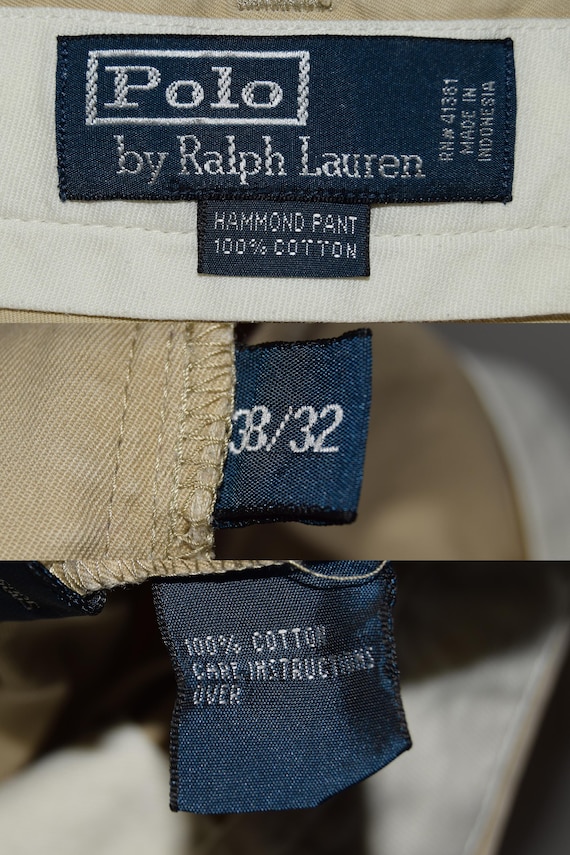 Polo
by Ralph Lauren
RN# 41381
MADE IN
INDONESIA
HAMMOND PANT
100% COTTON
38/32
100% COTTON
CARE INSTRUCTIONS
OVER